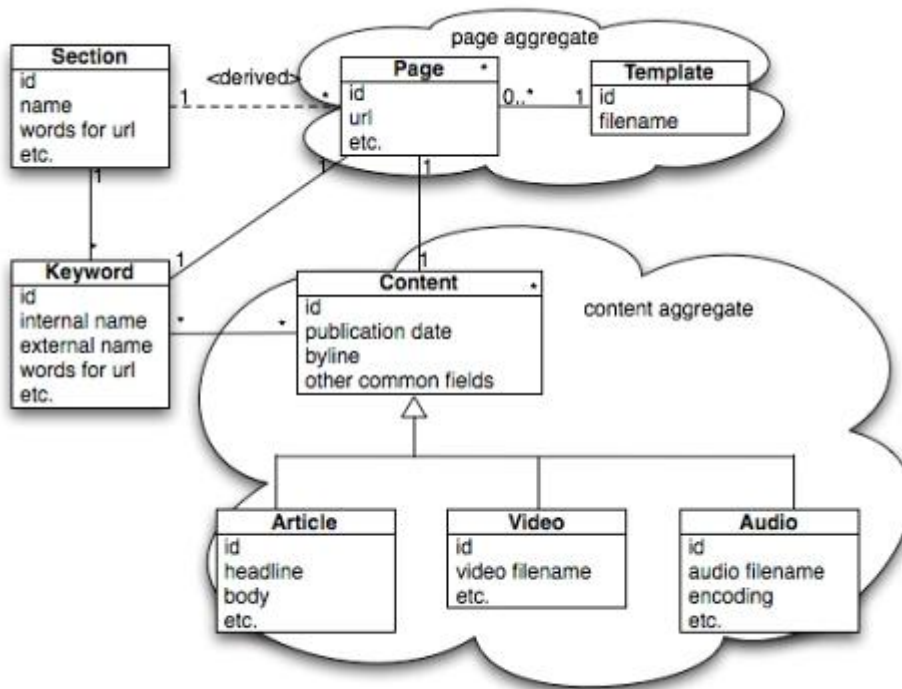 page aggregate
Section
id
name
words for url
etc.
<derived>
1
*
Page *
id
url
etc.
0..*
1
Template
id
filename
1
1
1
*
1
1
Keyword
id
internal name
external name
words for url
etc.
*
*
Content *
id
publication date
byline
other common fields
content aggregate
Article
id
headline
body
etc.
Video
id
video filename
etc.
Audio
id
audio filename
encoding
etc.